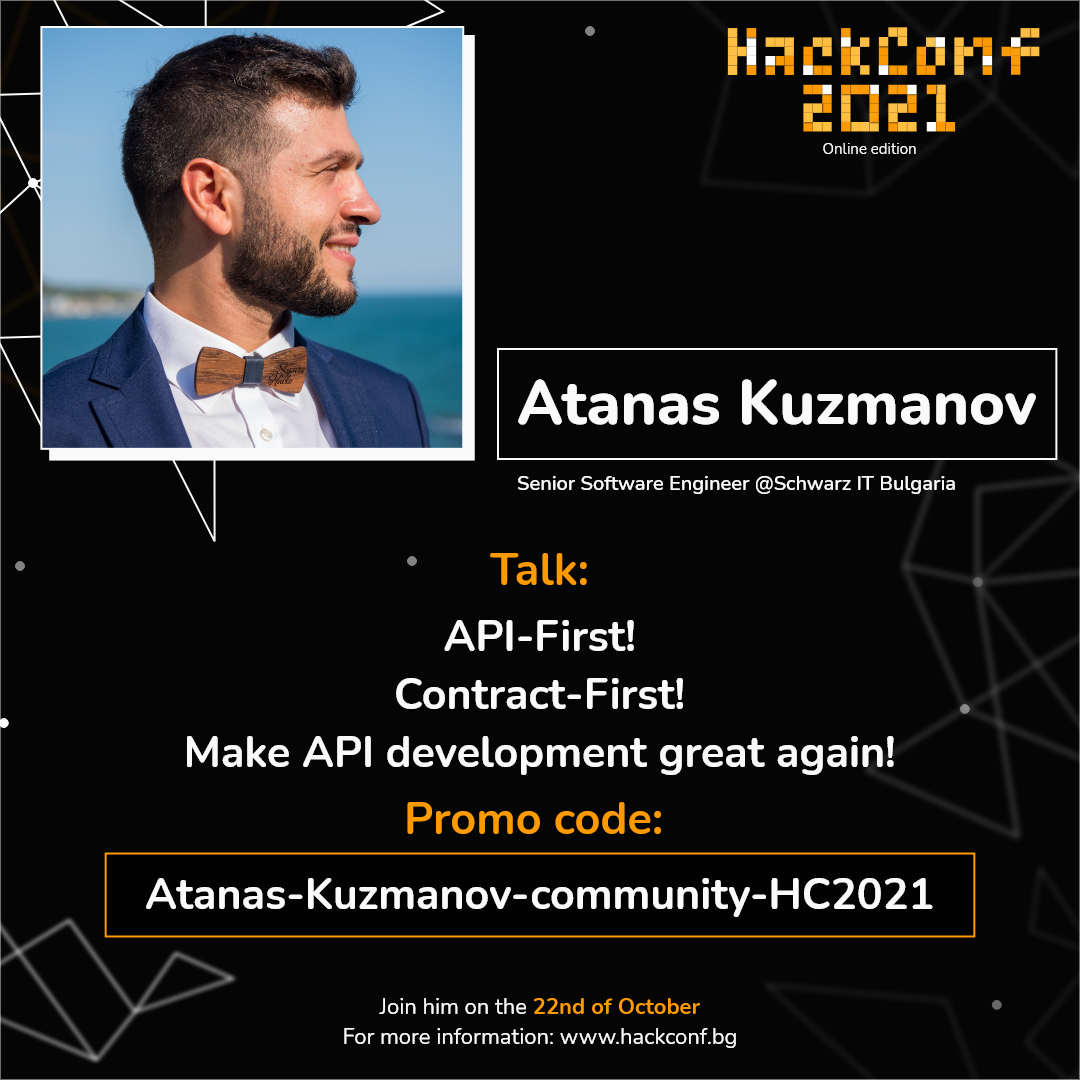 HackConf
2021
Online edition
Atanas Kuzmanov
Senior Software Engineer @Schwarz IT Bulgaria
Talk:
API-First!
Contract-First!
Make API development great again!
Promo code:
Atanas-Kuzmanov-community-HC2021
Join him on the 22nd of October
For more information: www.hackconf.bg